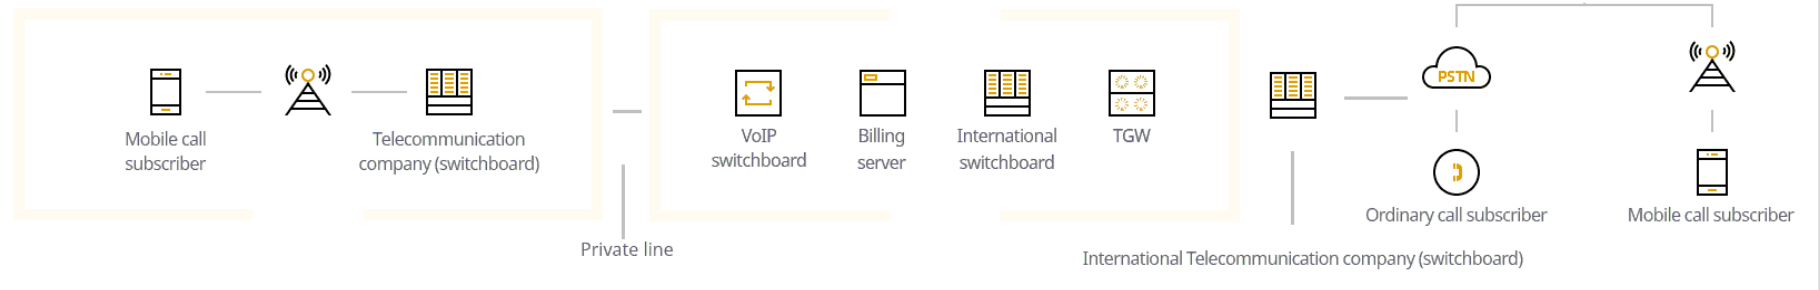 Mobile call
subscriber
Telecommunication
company (switchboard)
Private line
VoIP
switchboard
Billing
server
International
switchboard
TGW
International Telecommunication company (switchboard)
PSTN
Ordinary call subscriber
Mobile call subscriber